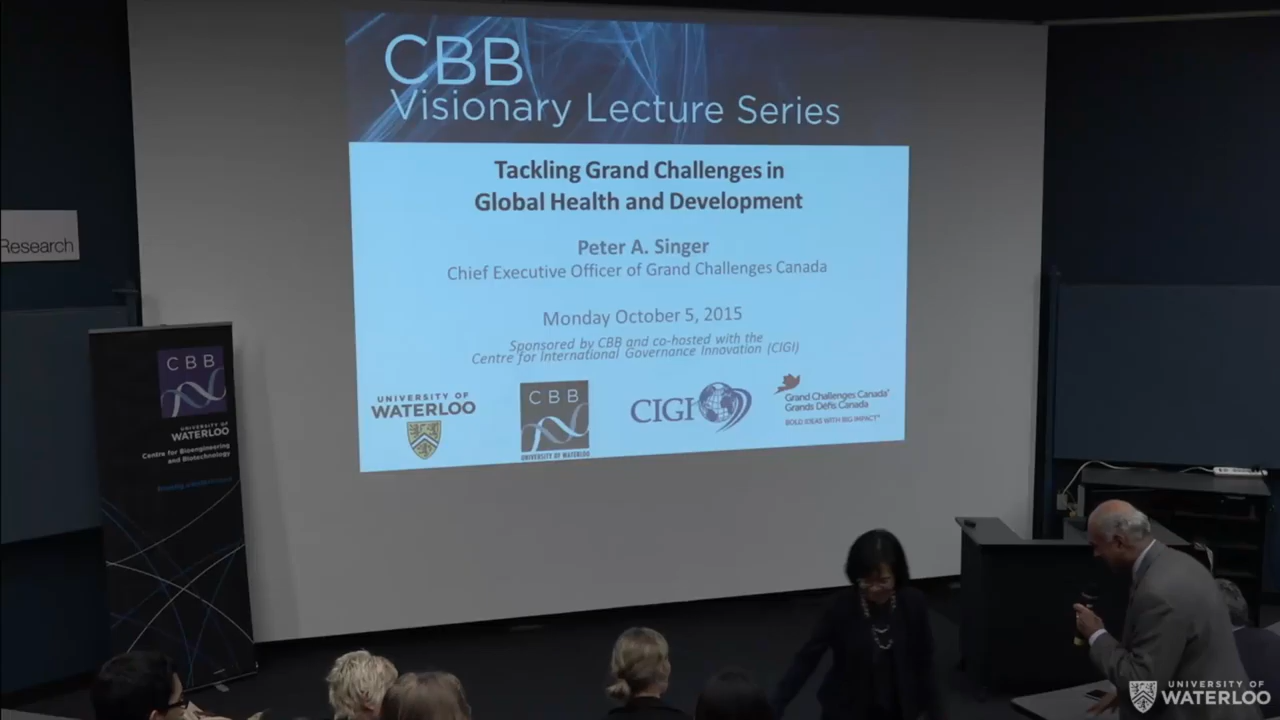 CBB
Visionary Lecture Series
Tackling Grand Challenges in
Global Health and Development
Peter A. Singer
Chief Executive Officer of Grand Challenges Canada
Monday October 5, 2015
Sponsored by CBB and co-hosted with the
Centre for International Governance Innovation (CIGI)
UNIVERSITY OF
WATERLOO
CBB
UNIVERSITY OF WATERLOO
CIGI
Grand Challenges Canada®
Grands Défis Canada
BOLD IDEAS WITH BIG IMPACT™
Research
CBB
UNIVERSITY OF
WATERLOO
Centre for Bioengineering
and Biotechnology
UNIVERSITY OF
WATERLOO